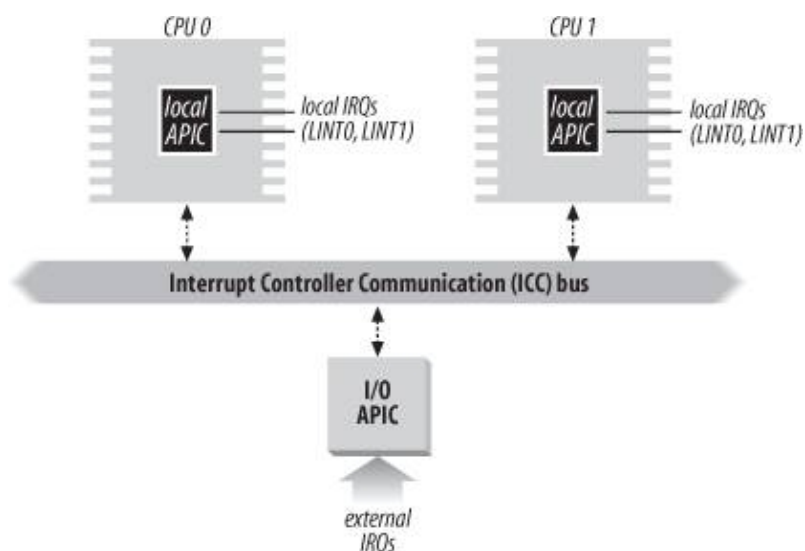 CPU 0
CPU 1
local
APIC
local IRQs
(LINT0, LINT1)
local
APIC
local IRQs
(LINT0, LINT1)
Interrupt Controller Communication (ICC) bus
I/O
APIC
external
IRQs